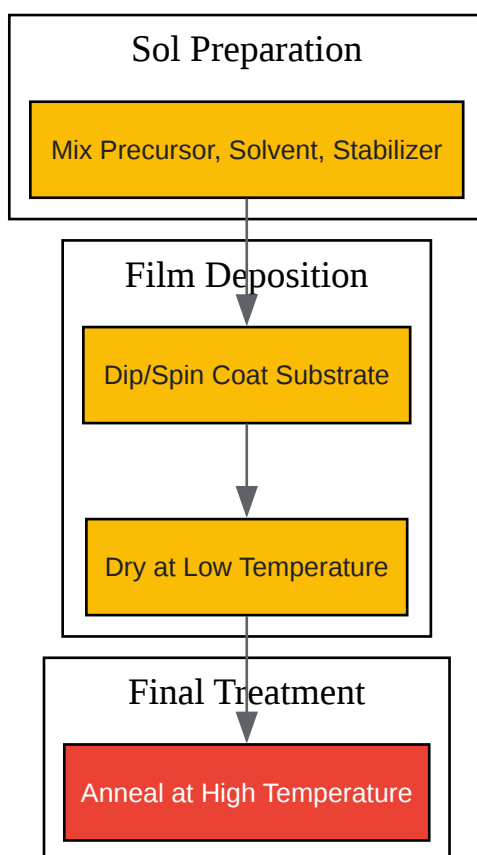 Sol Preparation
Mix Precursor, Solvent, Stabilizer
Film Deposition
Dip/Spin Coat Substrate
Dry at Low Temperature
Final Treatment
Anneal at High Temperature